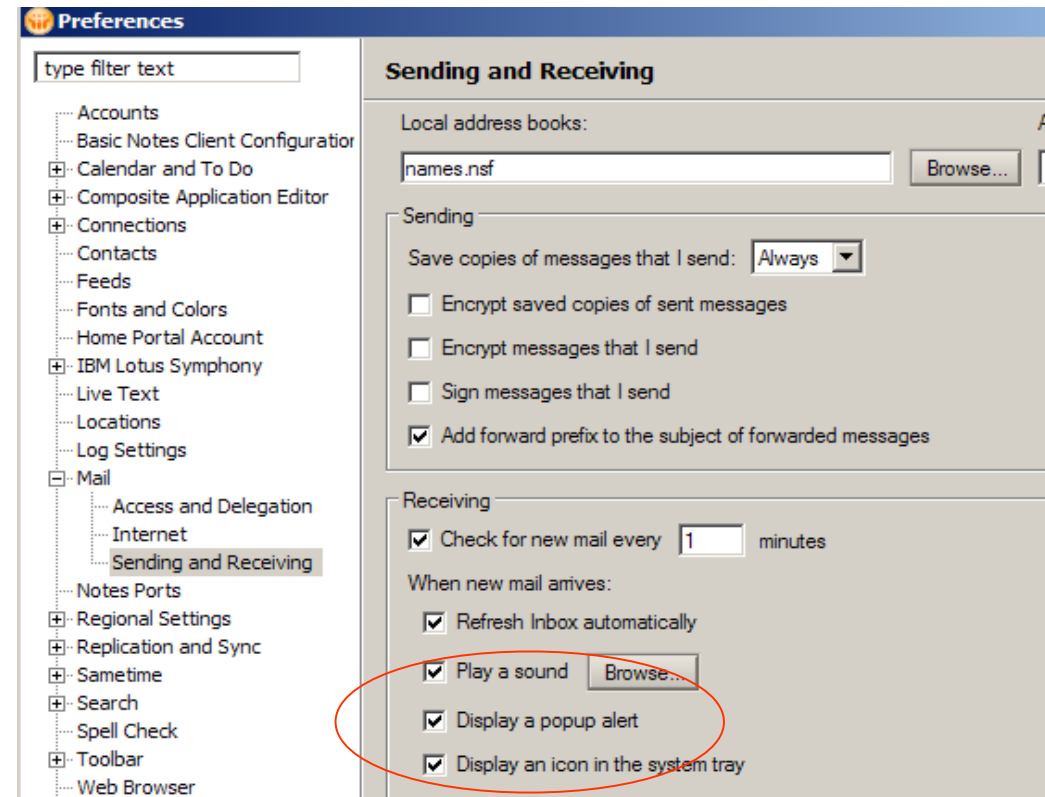 Preferences
type filter text
Accounts
Basic Notes Client Configuration
Calendar and To Do
Composite Application Editor
Connections
Contacts
Feeds
Fonts and Colors
Home Portal Account
IBM Lotus Symphony
Live Text
Locations
Log Settings
Mail
Access and Delegation
Internet
Sending and Receiving
Notes Ports
Regional Settings
Replication and Sync
Sametime
Search
Spell Check
Toolbar
Web Browser
Sending and Receiving
Local address books:
names.nsf Browse...
Sending
Save copies of messages that I send: Always
Encrypt saved copies of sent messages
Encrypt messages that I send
Sign messages that I send
Add forward prefix to the subject of forwarded messages
Receiving
Check for new mail every 1 minutes
When new mail arrives:
Refresh Inbox automatically
Play a sound Browse...
Display a popup alert
Display an icon in the system tray